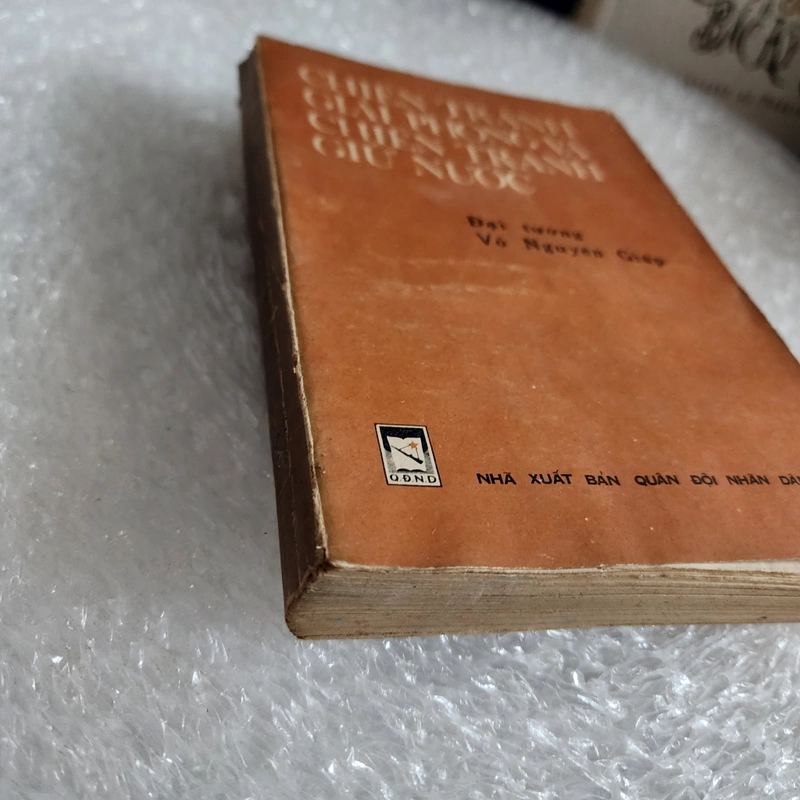 CHIẾN TRANH
GIẢI PHÓNG VÀ
CHIẾN TRANH
GIỮ NƯỚC
Đại tướng
Võ Nguyên Giáp
Q.Đ.N.D
NHÀ XUẤT BẢN QUÂN ĐỘI NHÂN DÂN